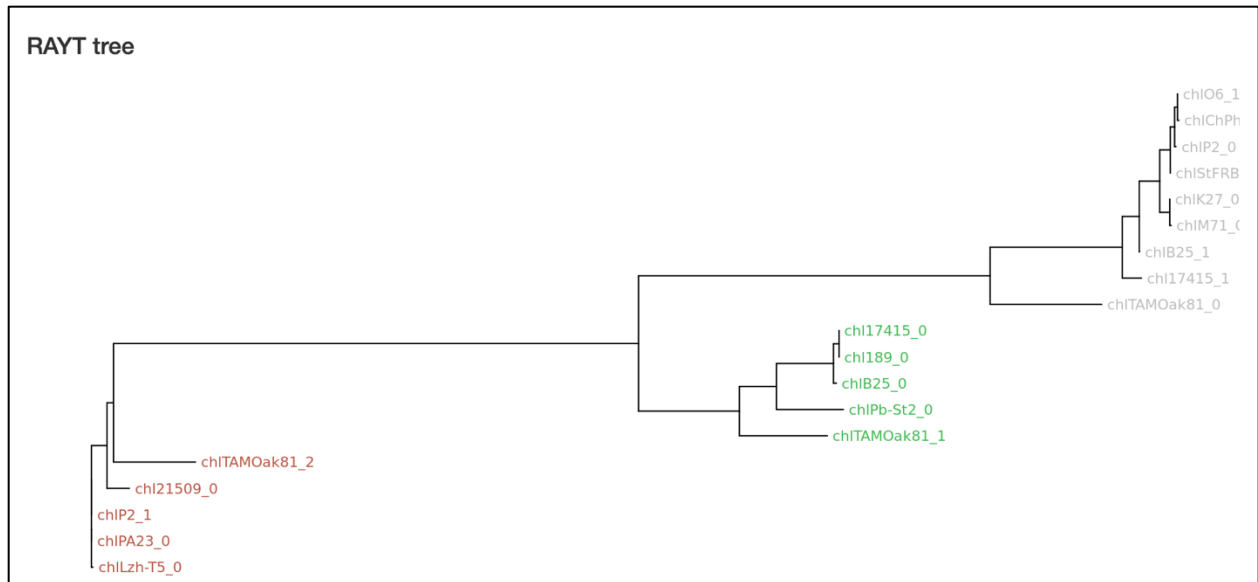 RAYT tree
chlO6_1
chlChPh
chlP2_0
chlStFRB
chlK27_0
chlM71_0
chlB25_1
chl17415_1
chlTAMOak81_0
chl17415_0
chl189_0
chlB25_0
chlPb-St2_0
chlTAMOak81_1
chlTAMOak81_2
chl21509_0
chlP2_1
chlPA23_0
chlLzh-T5_0